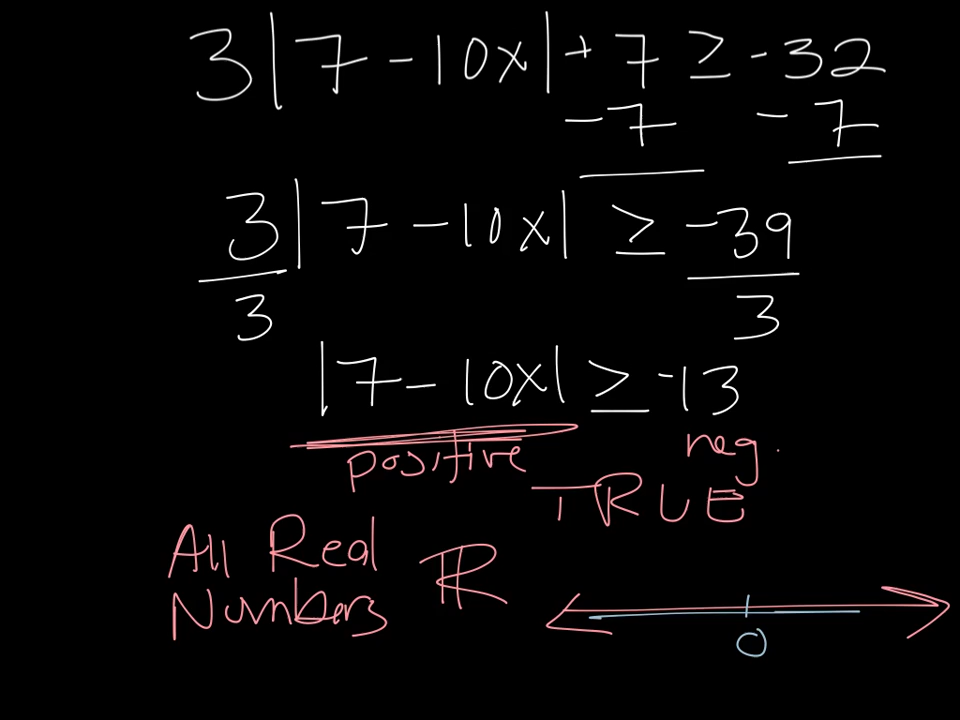 3|7-10x|+7 ≥ -32
-7 -7
3|7-10x| ≥ -39
3 3
|7-10x| ≥ -13
positive neg.
TRUE
All Real ℝ
Numbers
0